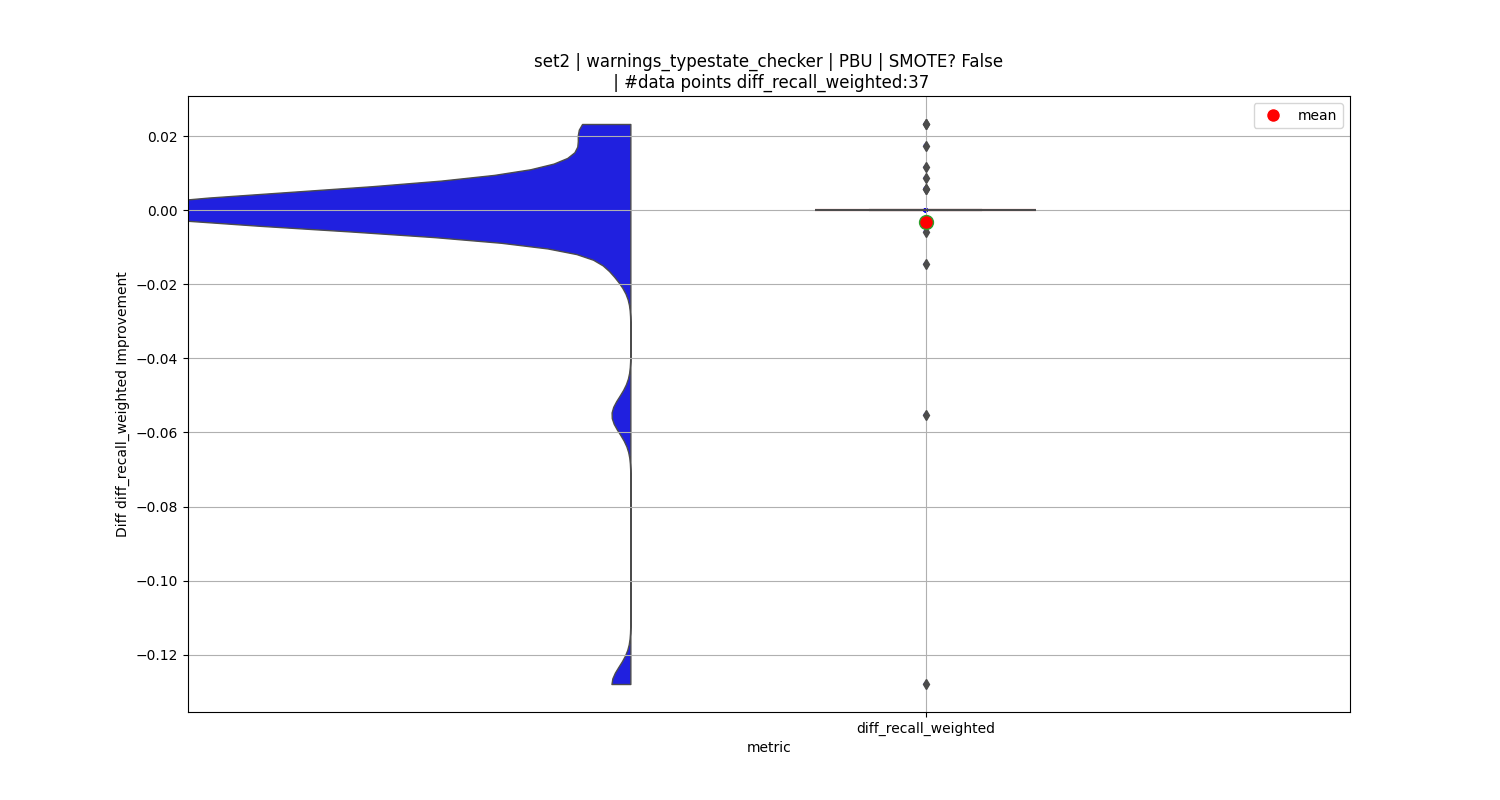 set2 | warnings_typestate_checker | PBU | SMOTE? False
| #data points diff_recall_weighted:37
mean
0.02
0.00
−0.02
−0.04
−0.06
−0.08
−0.10
−0.12
Diff diff_recall_weighted Improvement
diff_recall_weighted
metric